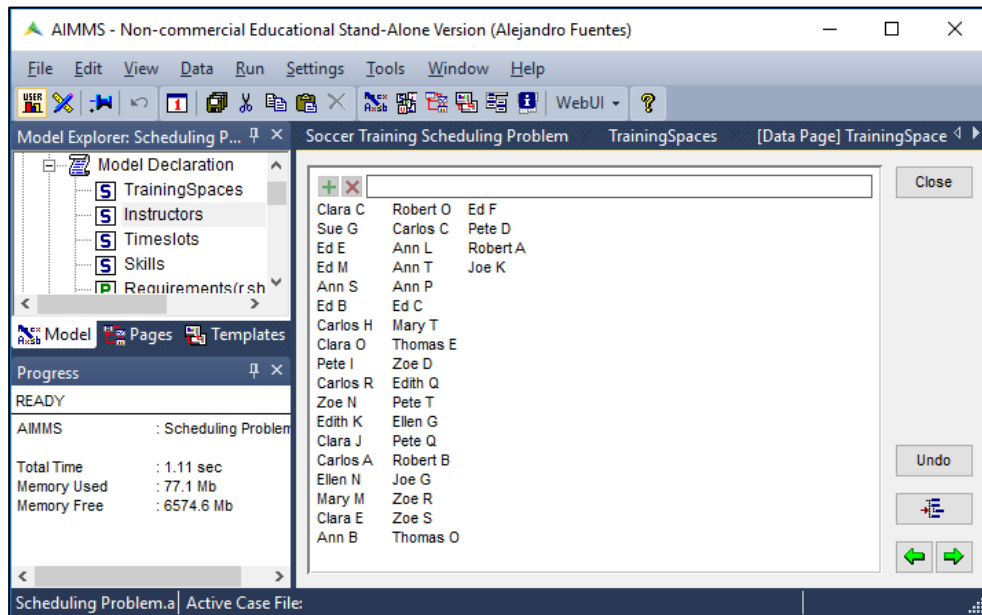 AIMMS - Non-commercial Educational Stand-Alone Version (Alejandro Fuentes)
File Edit View Data Run Settings Tools Window Help
USER 1 WebUI ?
Model Explorer: Scheduling P...
Model Declaration
S TrainingSpaces
S Instructors
S Timeslots
S Skills
P Requirements(r,sh
Model Pages Templates
Progress
READY
AIMMS : Scheduling Problem
Total Time : 1.11 sec
Memory Used : 77.1 Mb
Memory Free : 6574.6 Mb
Soccer Training Scheduling Problem TrainingSpaces [Data Page] TrainingSpace
Clara C Robert O Ed F
Sue G Carlos C Pete D
Ed E Ann L Robert A
Ed M Ann T Joe K
Ann S Ann P
Ed B Ed C
Carlos H Mary T
Clara O Thomas E
Pete I Zoe D
Carlos R Edith Q
Zoe N Pete T
Edith K Ellen G
Clara J Pete Q
Carlos A Robert B
Ellen N Joe G
Mary M Zoe R
Clara E Zoe S
Ann B Thomas O
Close
Undo
Scheduling Problem.a Active Case File: